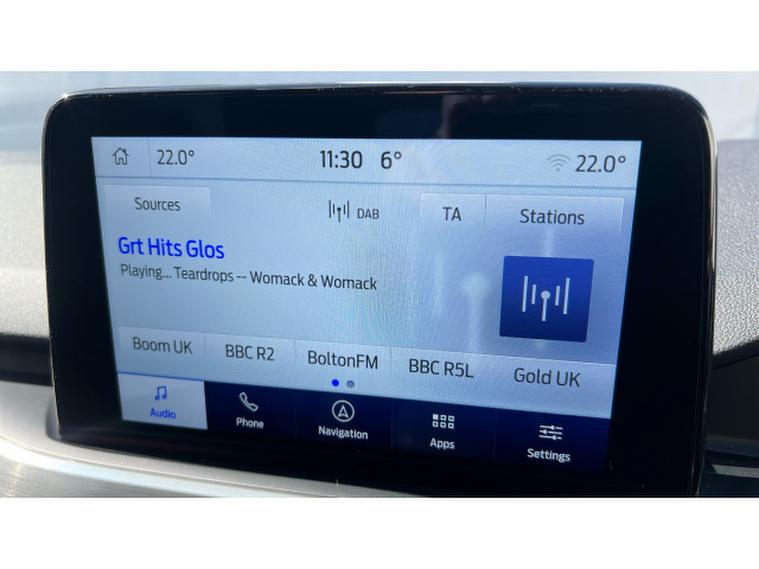 22.0° 11:30 6° 22.0°
Sources DAB TA Stations
Grt Hits Glos
Playing... Teardrops -- Womack & Womack
Boom UK BBC R2 BoltonFM BBC R5L Gold UK
Audio Phone Navigation Apps Settings